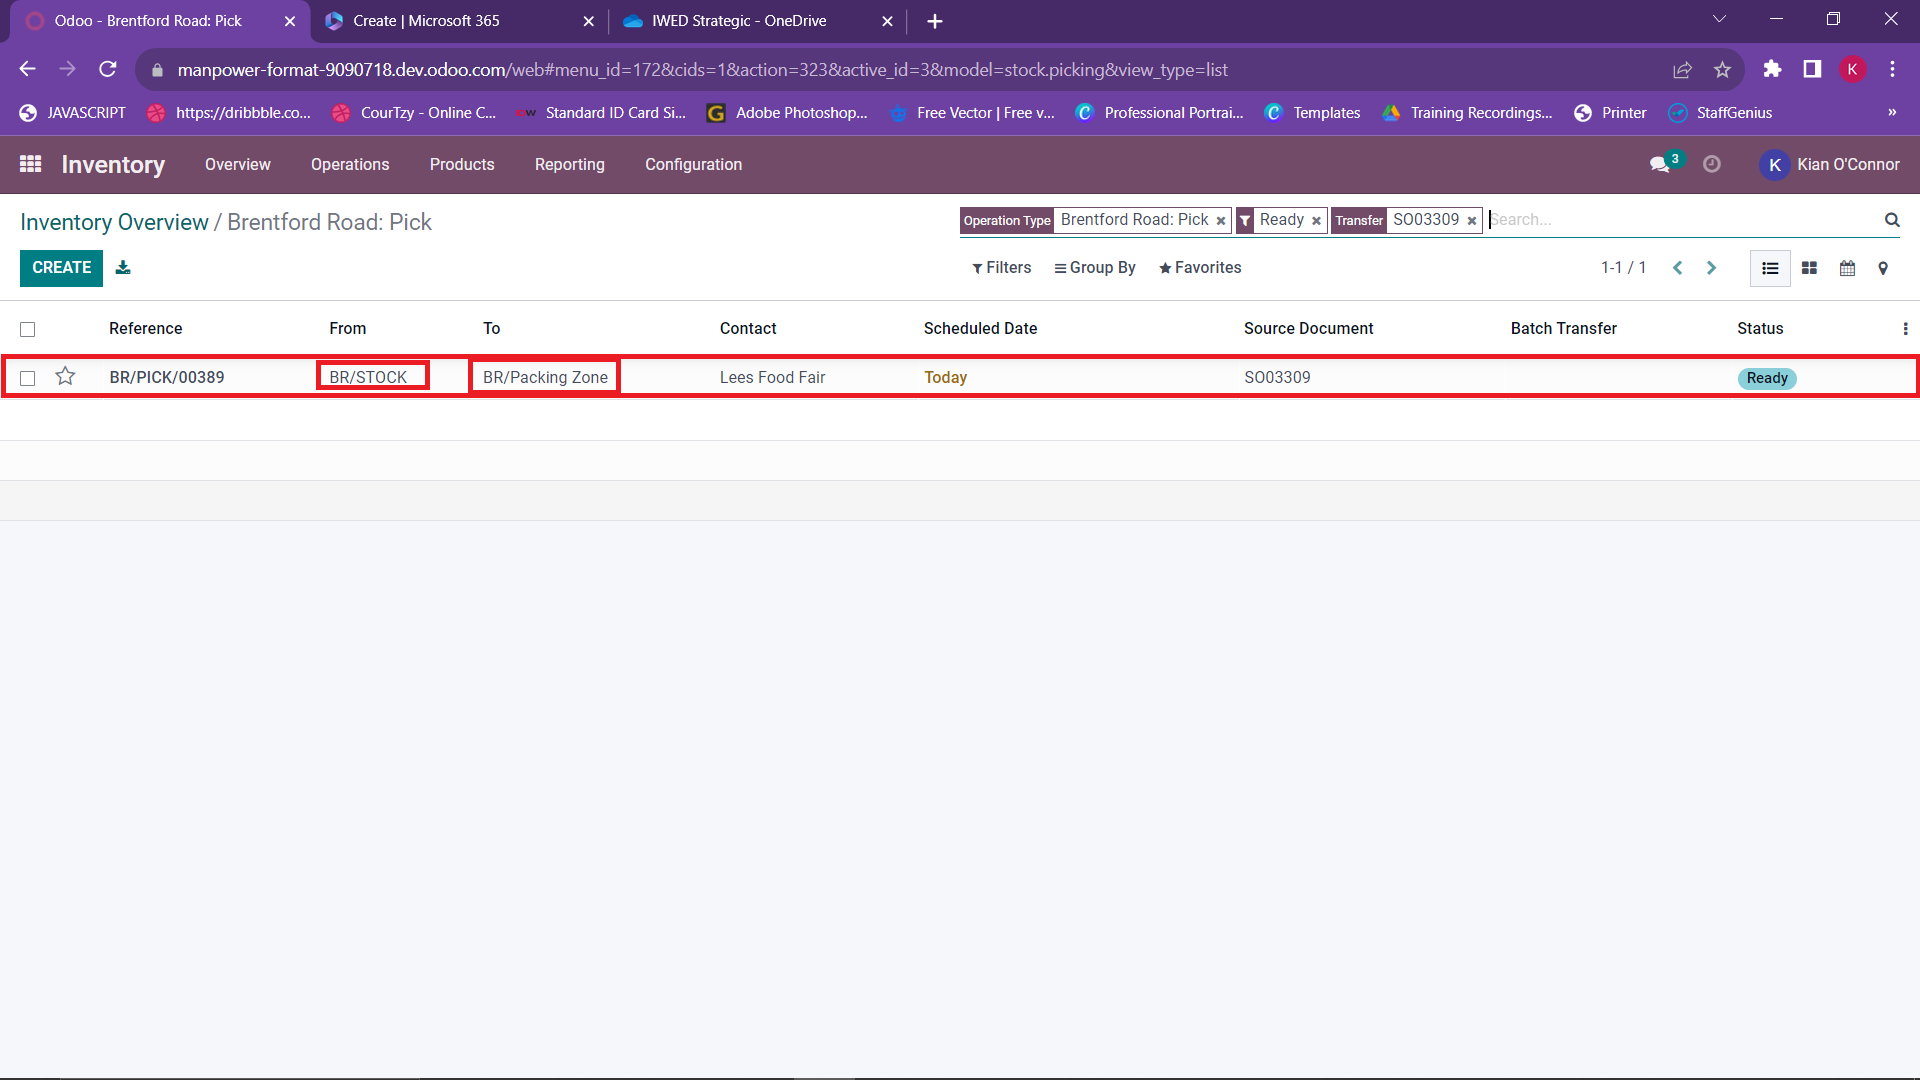 Odoo - Brentford Road: Pick
Create | Microsoft 365
IWED Strategic - OneDrive
manpower-format-9090718.dev.odoo.com/web#menu_id=172&cids=1&action=323&active_id=3&model=stock.picking&view_type=list
K
JAVASCRIPT
https://dribbble.co...
CourTzy - Online C...
Standard ID Card Si...
Adobe Photoshop...
Free Vector | Free v...
Professional Portrai...
Templates
Training Recordings...
Printer
StaffGenius
»
Inventory
Overview
Operations
Products
Reporting
Configuration
3
K
Kian O'Connor
Inventory Overview / Brentford Road: Pick
Operation Type Brentford Road: Pick
Ready
Transfer SO03309
Search...
CREATE
Filters
Group By
Favorites
1-1 / 1
Reference From To Contact Scheduled Date Source Document Batch Transfer Status
BR/PICK/00389 BR/STOCK BR/Packing Zone Lees Food Fair Today SO03309 Ready